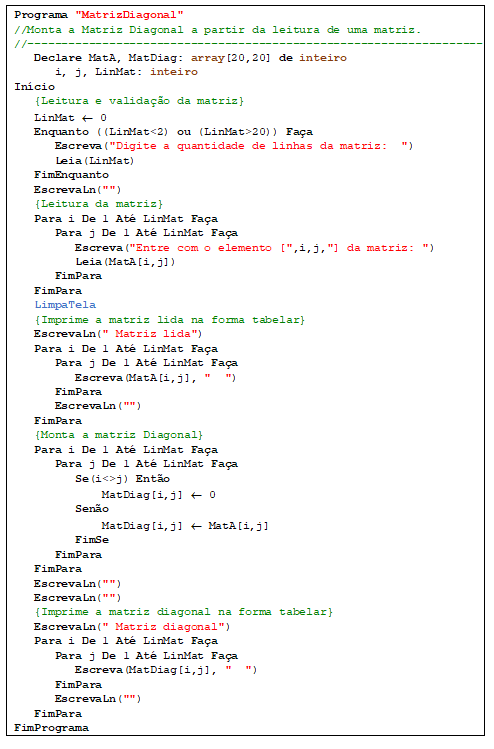 Programa "MatrizDiagonal"
//Monta a Matriz Diagonal a partir da leitura de uma matriz.
//------------------------------------------------------------------
Declare MatA, MatDiag: array[20,20] de inteiro
i, j, LinMat: inteiro
Início
{Leitura e validação da matriz}
LinMat ← 0
Enquanto ((LinMat<2) ou (LinMat>20)) Faça
Escreva("Digite a quantidade de linhas da matriz:  ")
Leia(LinMat)
FimEnquanto
EscrevaLn("")
{Leitura da matriz}
Para i De 1 Até LinMat Faça
Para j De 1 Até LinMat Faça
Escreva("Entre com o elemento [",i,j,"] da matriz: ")
Leia(MatA[i,j])
FimPara
FimPara
LimpaTela
{Imprime a matriz lida na forma tabelar}
EscrevaLn(" Matriz lida")
Para i De 1 Até LinMat Faça
Para j De 1 Até LinMat Faça
Escreva(MatA[i,j], "  ")
FimPara
EscrevaLn("")
FimPara
{Monta a matriz Diagonal}
Para i De 1 Até LinMat Faça
Para j De 1 Até LinMat Faça
Se(i<>j) Então
MatDiag[i,j] ← 0
Senão
MatDiag[i,j] ← MatA[i,j]
FimSe
FimPara
FimPara
EscrevaLn("")
EscrevaLn("")
{Imprime a matriz diagonal na forma tabelar}
EscrevaLn(" Matriz diagonal")
Para i De 1 Até LinMat Faça
Para j De 1 Até LinMat Faça
Escreva(MatDiag[i,j], "  ")
FimPara
EscrevaLn("")
FimPara
FimPrograma